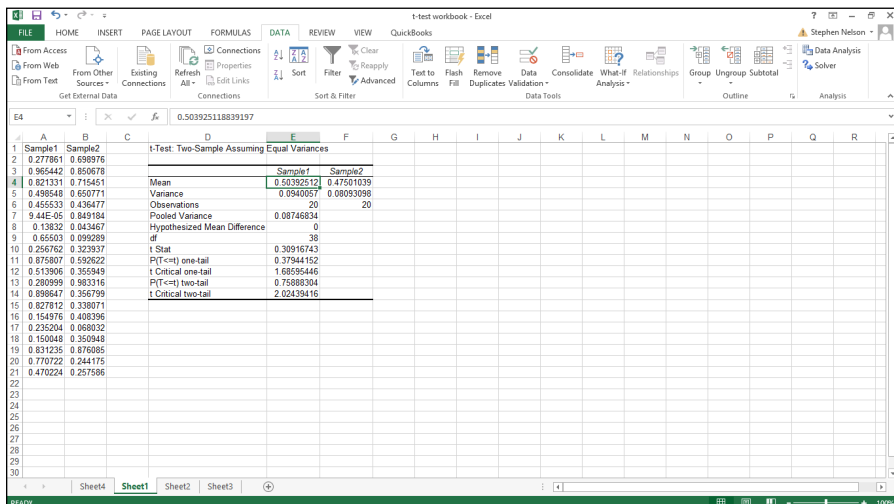 t-test workbook - Excel
FILE HOME INSERT PAGE LAYOUT FORMULAS DATA REVIEW VIEW QuickBooks Stephen Nelson
From Access
From Web
From Text
From Other Sources
Existing Connections
Get External Data
Refresh All
Connections
Properties
Edit Links
Connections
Sort
Filter
Clear
Reapply
Advanced
Sort & Filter
Text to Columns
Flash Fill
Remove Duplicates
Data Validation
Consolidate
What-If Analysis
Relationships
Data Tools
Group
Ungroup
Subtotal
Outline
Data Analysis
Solver
Analysis
E4 fx 0.503925118839197
A B C D E F G H I J K L M N O P Q R
1 Sample1 Sample2 t-Test: Two-Sample Assuming Equal Variances
2 0.277861 0.698976
3 0.965442 0.850678 Sample1 Sample2
4 0.821331 0.715451 Mean 0.50392512 0.47501039
5 0.498548 0.650771 Variance 0.0940057 0.08093098
6 0.455533 0.436477 Observations 20 20
7 9.44E-05 0.849184 Pooled Variance 0.08746834
8 0.13832 0.043467 Hypothesized Mean Difference 0
9 0.65503 0.099289 df 38
10 0.256762 0.323937 t Stat 0.30916743
11 0.875807 0.592622 P(T<=t) one-tail 0.37944152
12 0.513906 0.355949 t Critical one-tail 1.68595446
13 0.280999 0.983316 P(T<=t) two-tail 0.75888304
14 0.898647 0.356799 t Critical two-tail 2.02439416
15 0.827812 0.338071
16 0.154976 0.408396
17 0.235204 0.068032
18 0.150048 0.350948
19 0.831235 0.876085
20 0.770722 0.244175
21 0.470224 0.257586
22
23
24
25
26
27
28
29
30
Sheet4 Sheet1 Sheet2 Sheet3
READY 100%